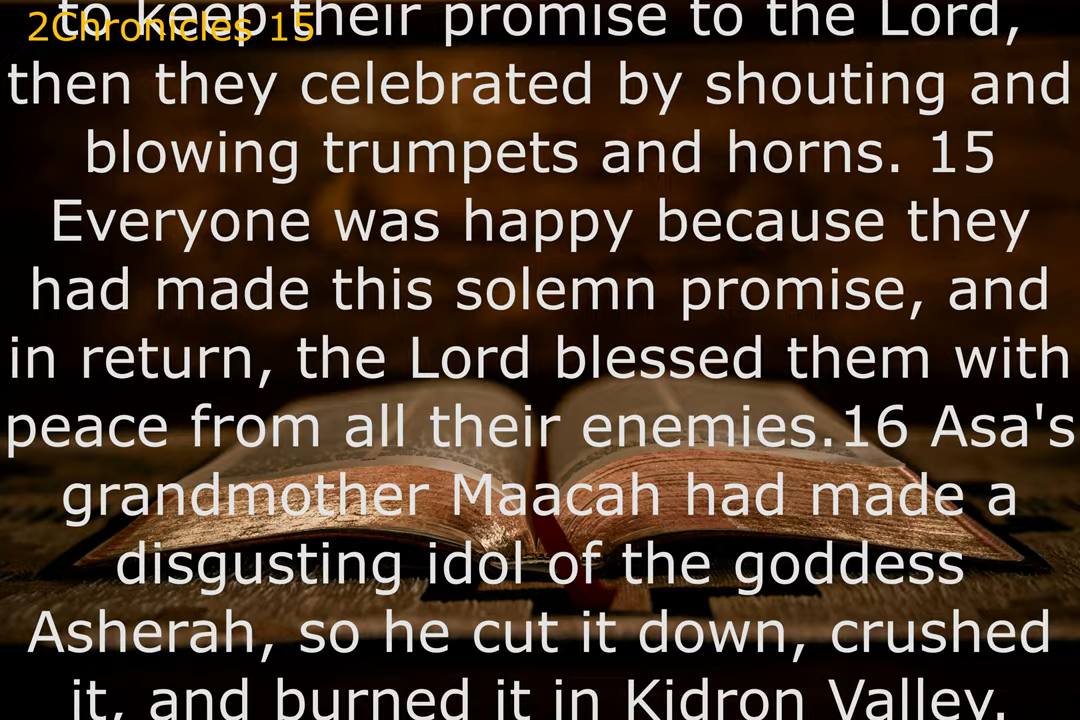 2Chronicles 15
to keep their promise to the Lord,
then they celebrated by shouting and
blowing trumpets and horns. 15
Everyone was happy because they
had made this solemn promise, and
in return, the Lord blessed them with
peace from all their enemies.16 Asa's
grandmother Maacah had made a
disgusting idol of the goddess
Asherah, so he cut it down, crushed
it, and burned it in Kidron Valley.